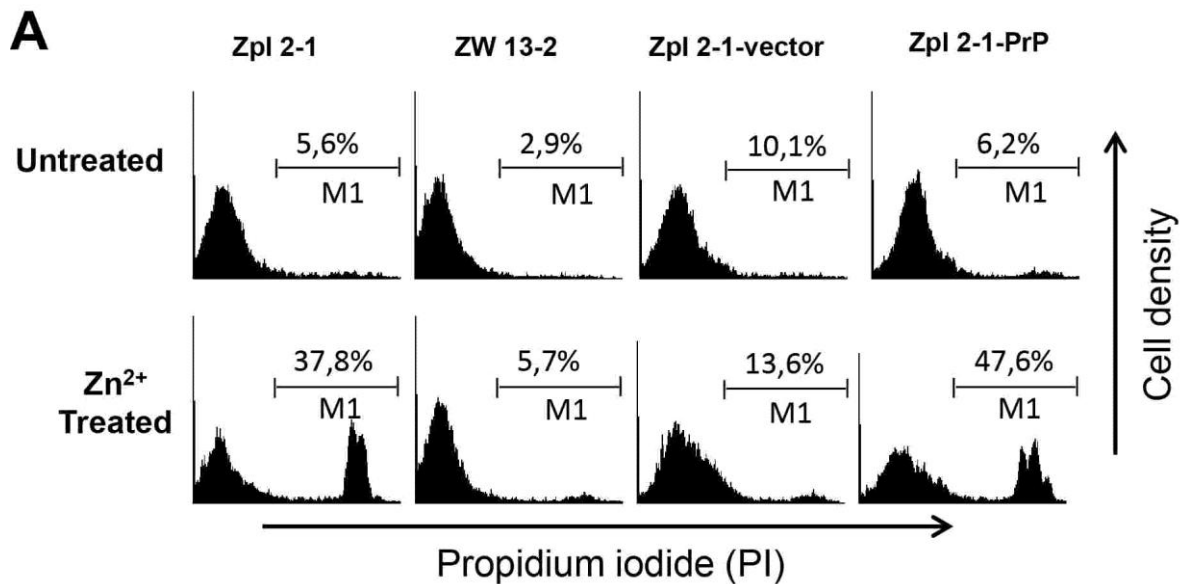 A
Zpl 2-1 ZW 13-2 Zpl 2-1-vector Zpl 2-1-PrP
Untreated
5,6% 2,9% 10,1% 6,2%
M1 M1 M1 M1
Zn²⁺
Treated
37,8% 5,7% 13,6% 47,6%
M1 M1 M1 M1
Cell density
Propidium iodide (PI)